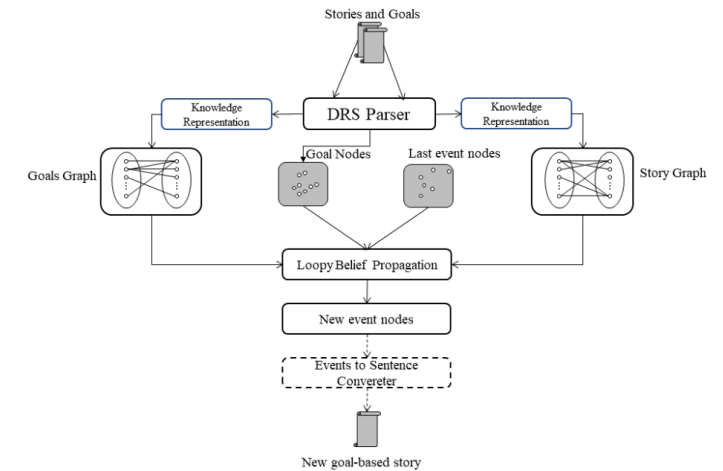 Stories and Goals
Knowledge
Representation
DRS Parser
Knowledge
Representation
Goals Graph
Goal Nodes
Last event nodes
Story Graph
Loopy Belief Propagation
New event nodes
Events to Sentence
Convereter
New goal-based story